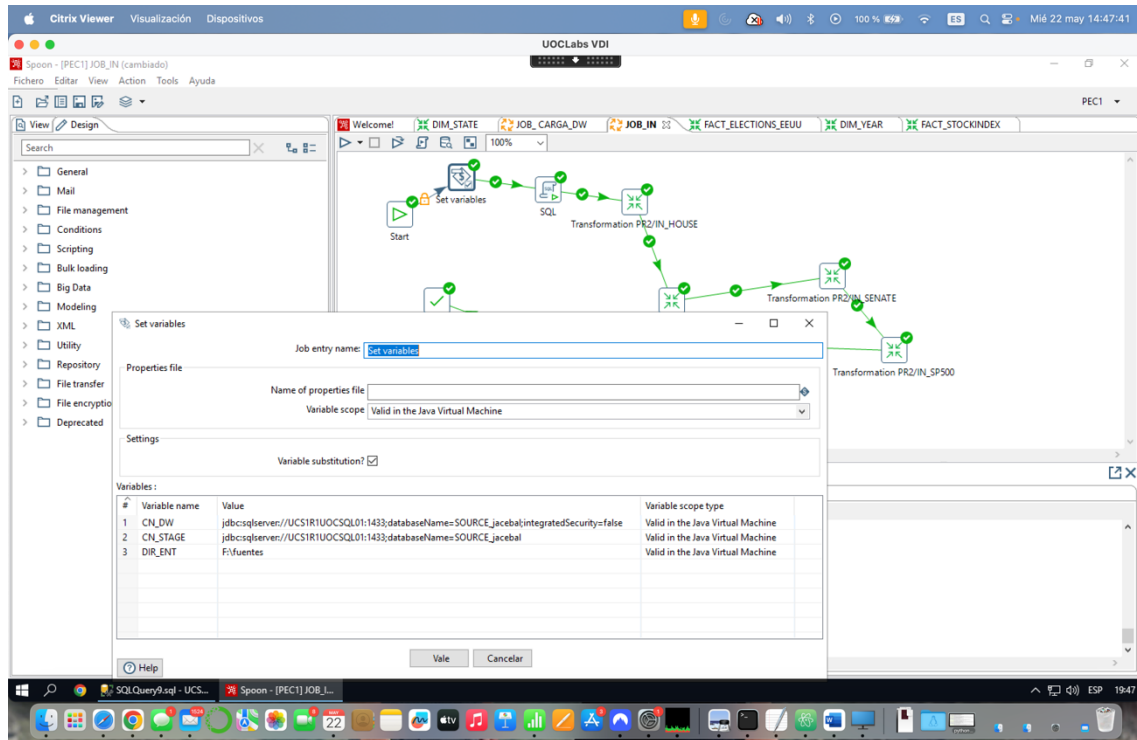 Citrix Viewer Visualización Dispositivos 100 % ES Mié 22 may 14:47:41
UOCLabs VDI
Spoon - [PEC1] JOB_IN (cambiado)
Fichero Editar View Action Tools Ayuda
PEC1
View Design
Welcome! DIM_STATE JOB_ CARGA_DW JOB_IN FACT_ELECTIONS_EEUU DIM_YEAR FACT_STOCKINDEX
Search
100%
General
Mail
File management
Conditions
Scripting
Bulk loading
Big Data
Modeling
XML
Utility
Repository
File transfer
File encryptio
Deprecated
Set variables
SQL
Transformation PR2/IN_HOUSE
Start
Transformation PR2/IN_SENATE
Transformation PR2/IN_SP500
Set variables
Job entry name: Set variables
Properties file
Name of properties file
Variable scope Valid in the Java Virtual Machine
Settings
Variable substitution?
Variables :
# Variable name Value Variable scope type
1 CN_DW jdbc:sqlserver://UCS1R1UOCSQL01:1433;databaseName=SOURCE_jacebal;integratedSecurity=false Valid in the Java Virtual Machine
2 CN_STAGE jdbc:sqlserver://UCS1R1UOCSQL01:1433;databaseName=SOURCE_jacebal Valid in the Java Virtual Machine
3 DIR_ENT F:\fuentes Valid in the Java Virtual Machine
Vale Cancelar
Help
SQLQuery9.sql - UCS... Spoon - [PEC1] JOB_I... ESP 19:47
22
tv